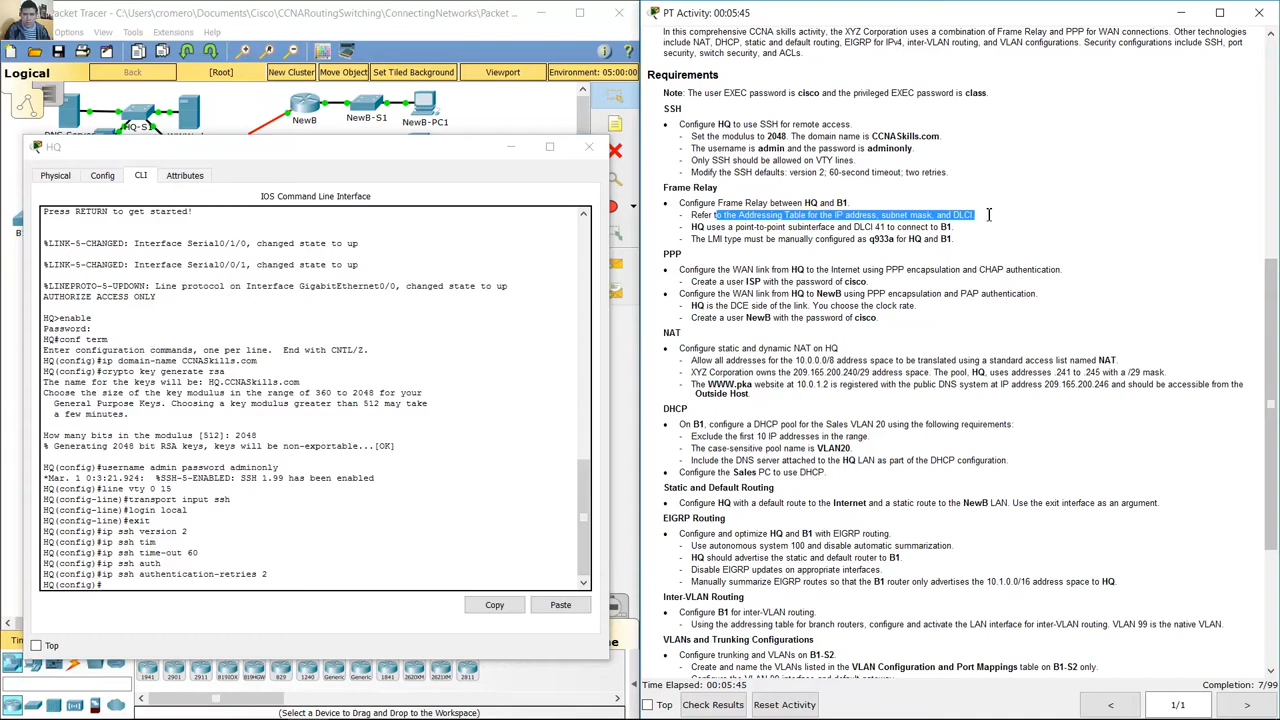 Packet Tracer - C:\Users\cromero\Documents\Cisco\CCNARoutingSwitching\ConnectingNetworks\Packet ...
File
View Tools Extensions Help
Logical
Back
[Root]
New Cluster
Move Object
Set Tiled Background
Viewport
Environment: 05:00:00
HQ-S1
NewB
NewB-S1
NewB-PC1
HQ
Physical
Config
CLI
Attributes
IOS Command Line Interface
Press RETURN to get started!
%LINK-5-CHANGED: Interface Serial0/1/0, changed state to up
%LINK-5-CHANGED: Interface Serial0/0/1, changed state to up
%LINEPROTO-5-UPDOWN: Line protocol on Interface GigabitEthernet0/0, changed state to up
AUTHORIZE ACCESS ONLY
HQ>enable
Password:
HQ#conf term
Enter configuration commands, one per line. End with CNTL/Z.
HQ(config)#ip domain-name CCNASkills.com
HQ(config)#crypto key generate rsa
The name for the keys will be: HQ.CCNASkills.com
Choose the size of the key modulus in the range of 360 to 2048 for your
General Purpose Keys. Choosing a key modulus greater than 512 may take
a few minutes.
How many bits in the modulus [512]: 2048
% Generating 2048 bit RSA keys, keys will be non-exportable...[OK]
HQ(config)#username admin password adminonly
*Mar. 1 0:3:21.924: %SSH-5-ENABLED: SSH 1.99 has been enabled
HQ(config)#line vty 0 15
HQ(config-line)#transport input ssh
HQ(config-line)#login local
HQ(config-line)#exit
HQ(config)#ip ssh version 2
HQ(config)#ip ssh tim
HQ(config)#ip ssh time-out 60
HQ(config)#ip ssh auth
HQ(config)#ip ssh authentication-retries 2
HQ(config)#
Copy
Paste
Top
1941
2901
2911
819IOX
819HGW
829
1240
Generic
Generic
1841
2620XM
2621XM
2811
(Select a Device to Drag and Drop to the Workspace)
PT Activity: 00:05:45
In this comprehensive CCNA skills activity, the XYZ Corporation uses a combination of Frame Relay and PPP for WAN connections. Other technologies
include NAT, DHCP, static and default routing, EIGRP for IPv4, inter-VLAN routing, and VLAN configurations. Security configurations include SSH, port
security, switch security, and ACLs.
Requirements
Note: The user EXEC password is cisco and the privileged EXEC password is class.
SSH
• Configure HQ to use SSH for remote access.
- Set the modulus to 2048. The domain name is CCNASkills.com.
- The username is admin and the password is adminonly.
- Only SSH should be allowed on VTY lines.
- Modify the SSH defaults: version 2; 60-second timeout; two retries.
Frame Relay
• Configure Frame Relay between HQ and B1.
- Refer to the Addressing Table for the IP address, subnet mask, and DLCI.
- HQ uses a point-to-point subinterface and DLCI 41 to connect to B1.
- The LMI type must be manually configured as q933a for HQ and B1.
PPP
• Configure the WAN link from HQ to the Internet using PPP encapsulation and CHAP authentication.
- Create a user ISP with the password of cisco.
• Configure the WAN link from HQ to NewB using PPP encapsulation and PAP authentication.
- HQ is the DCE side of the link. You choose the clock rate.
- Create a user NewB with the password of cisco.
NAT
• Configure static and dynamic NAT on HQ
- Allow all addresses for the 10.0.0.0/8 address space to be translated using a standard access list named NAT.
- XYZ Corporation owns the 209.165.200.240/29 address space. The pool, HQ, uses addresses .241 to .245 with a /29 mask.
- The WWW.pka website at 10.0.1.2 is registered with the public DNS system at IP address 209.165.200.246 and should be accessible from the
Outside Host.
DHCP
• On B1, configure a DHCP pool for the Sales VLAN 20 using the following requirements:
- Exclude the first 10 IP addresses in the range.
- The case-sensitive pool name is VLAN20.
- Include the DNS server attached to the HQ LAN as part of the DHCP configuration.
• Configure the Sales PC to use DHCP.
Static and Default Routing
• Configure HQ with a default route to the Internet and a static route to the NewB LAN. Use the exit interface as an argument.
EIGRP Routing
• Configure and optimize HQ and B1 with EIGRP routing.
- Use autonomous system 100 and disable automatic summarization.
- HQ should advertise the static and default router to B1.
- Disable EIGRP updates on appropriate interfaces.
- Manually summarize EIGRP routes so that the B1 router only advertises the 10.1.0.0/16 address space to HQ.
Inter-VLAN Routing
• Configure B1 for inter-VLAN routing.
- Using the addressing table for branch routers, configure and activate the LAN interface for inter-VLAN routing. VLAN 99 is the native VLAN.
VLANs and Trunking Configurations
• Configure trunking and VLANs on B1-S2.
- Create and name the VLANs listed in the VLAN Configuration and Port Mappings table on B1-S2 only.
Time Elapsed: 00:05:45
Completion: 7/99
Top
Check Results
Reset Activity
<
1/1
>